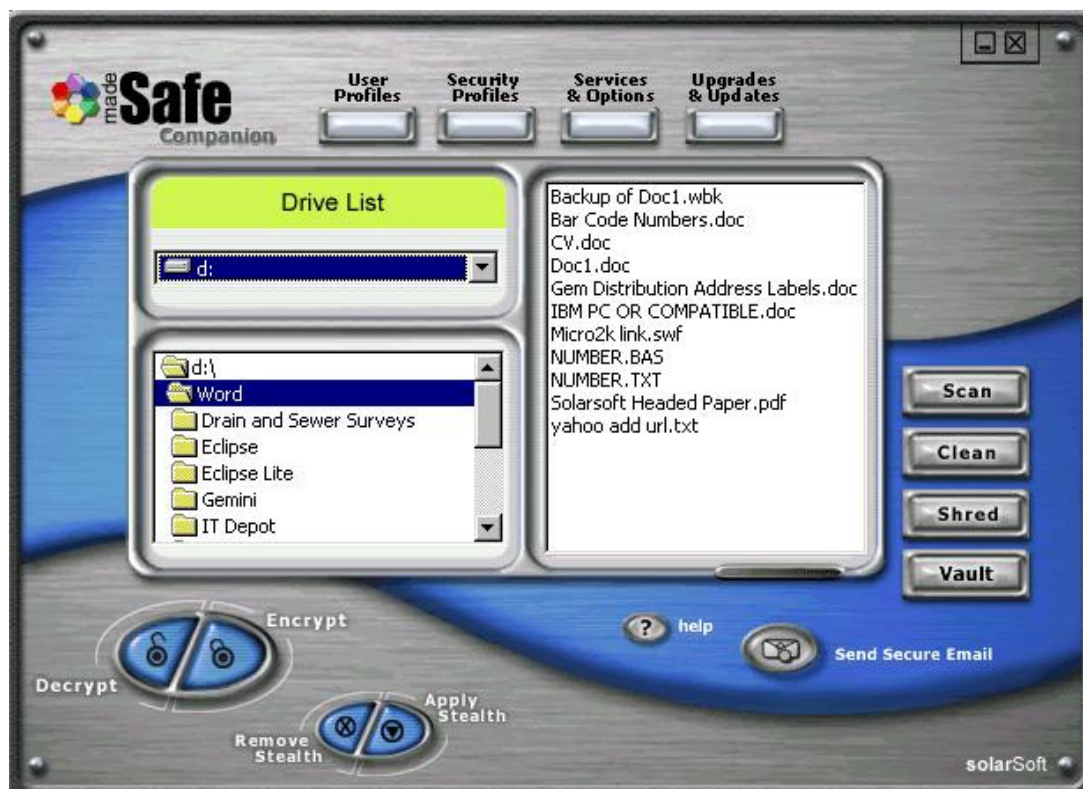 made
Safe
Companion
User
Profiles
Security
Profiles
Services
& Options
Upgrades
& Updates
Drive List
d:
d:\
Word
Drain and Sewer Surveys
Eclipse
Eclipse Lite
Gemini
IT Depot
Backup of Doc1.wbk
Bar Code Numbers.doc
CV.doc
Doc1.doc
Gem Distribution Address Labels.doc
IBM PC OR COMPATIBLE.doc
Micro2k link.swf
NUMBER.BAS
NUMBER.TXT
Solarsoft Headed Paper.pdf
yahoo add url.txt
Scan
Clean
Shred
Vault
Encrypt
Decrypt
? help
Send Secure Email
Apply
Stealth
Remove
Stealth
solarSoft